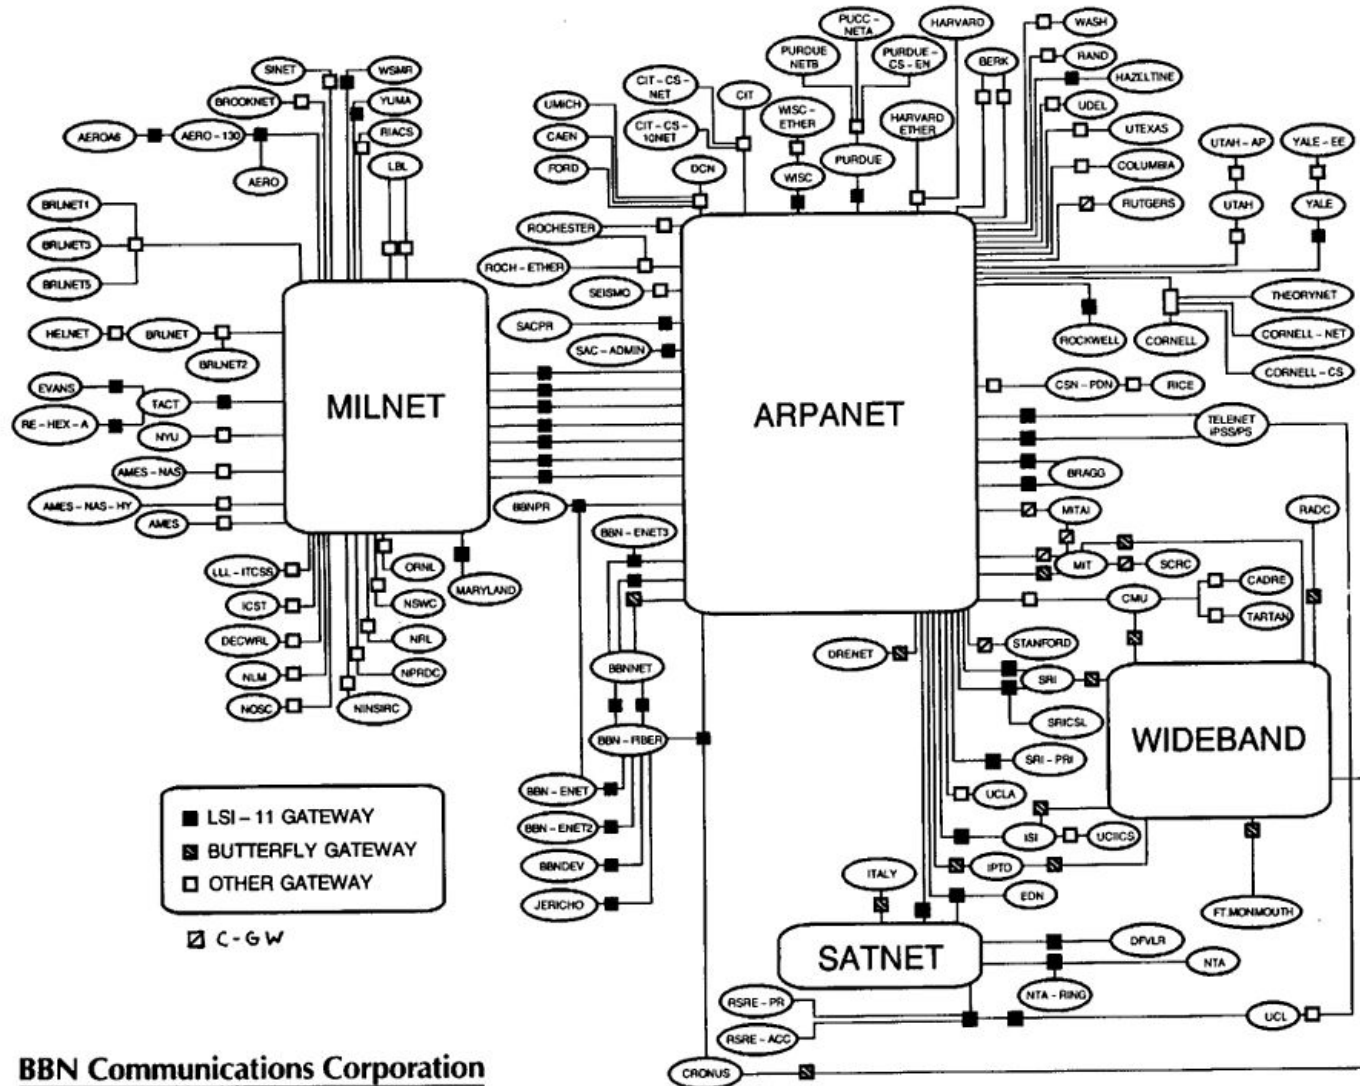 SINET
WSMR
BROOKNET
YUMA
AEROA6
AERO-130
RIACS
AERO
LBL
BRLNET1
BRLNET3
BRLNET5
HELNET
BRLNET
BRLNET2
EVANS
TACT
RE-HEX-A
NYU
AMES-NAS
AMES-NAS-HY
AMES
MILNET
LLL-ITCSS
ICST
DECWRL
NLM
NOSC
ORNL
NSWC
NRL
NPRDC
NINSIRC
MARYLAND
UMICH
CAEN
FORD
DCN
CIT-CS-
NET
CIT-CS-
10NET
CIT
WISC-
ETHER
WISC
PURDUE
NETB
PUCC-
NETA
PURDUE-
CS-EN
PURDUE
HARVARD
HARVARD
ETHER
BERK
WASH
RAND
HAZELTINE
UDEL
UTEXAS
COLUMBIA
RUTGERS
UTAH-AP
UTAH
YALE-EE
YALE
ROCHESTER
ROCH-ETHER
SEISMO
SACPR
SAC-ADMIN
ARPANET
ROCKWELL
CORNELL
THEORYNET
CORNELL-NET
CORNELL-CS
CSN-PDN
RICE
TELENET
IPSS/PS
BRAGG
MITAI
MIT
SCRC
RADC
CMU
CADRE
TARTAN
BBNPR
BBN-ENET3
BBNNET
BBN-FIBER
BBN-ENET
BBN-ENET2
BBNDEV
JERICHO
DRENET
STANFORD
SRI
SRICSL
SRI-PRI
UCLA
ISI
UCIICS
IPTO
EDN
ITALY
WIDEBAND
FT.MONMOUTH
SATNET
DFVLR
NTA
NTA-RING
RSRE-PR
RSRE-ACC
UCL
CRONUS
LSI-11 GATEWAY
BUTTERFLY GATEWAY
OTHER GATEWAY
C-GW
BBN Communications Corporation